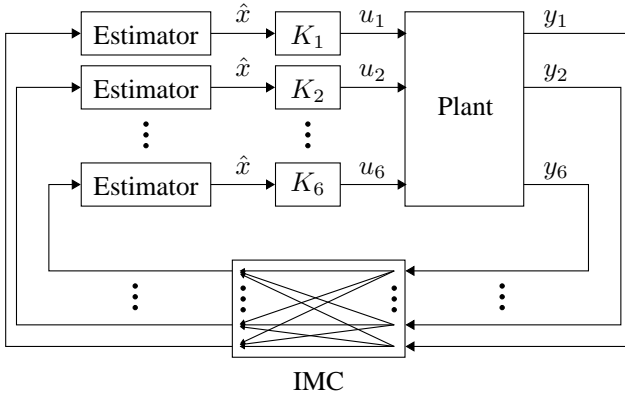 Estimator x̂ K₁ u₁ y₁
Estimator x̂ K₂ u₂ Plant y₂
Estimator x̂ K₆ u₆ y₆
IMC